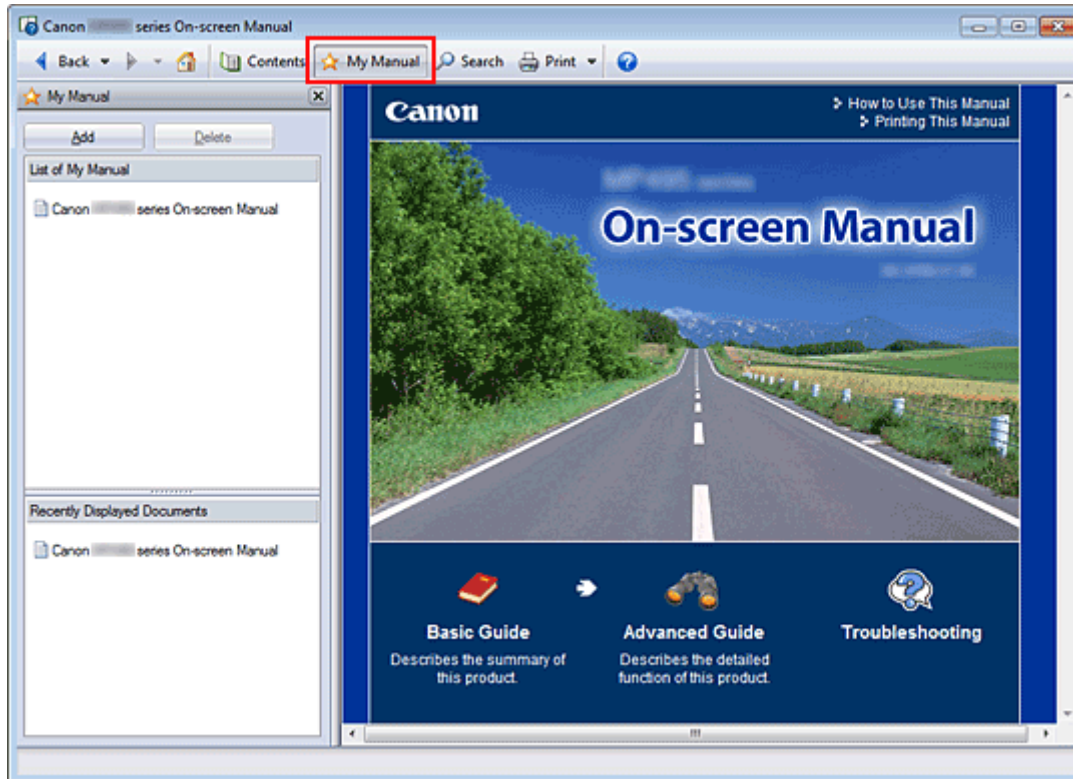 Canon series On-screen Manual
Back Contents My Manual Search Print
My Manual
Add Delete
List of My Manual
Canon series On-screen Manual
Recently Displayed Documents
Canon series On-screen Manual
Canon
How to Use This Manual
Printing This Manual
series
On-screen Manual
Basic Guide
Describes the summary of
this product.
Advanced Guide
Describes the detailed
function of this product.
Troubleshooting